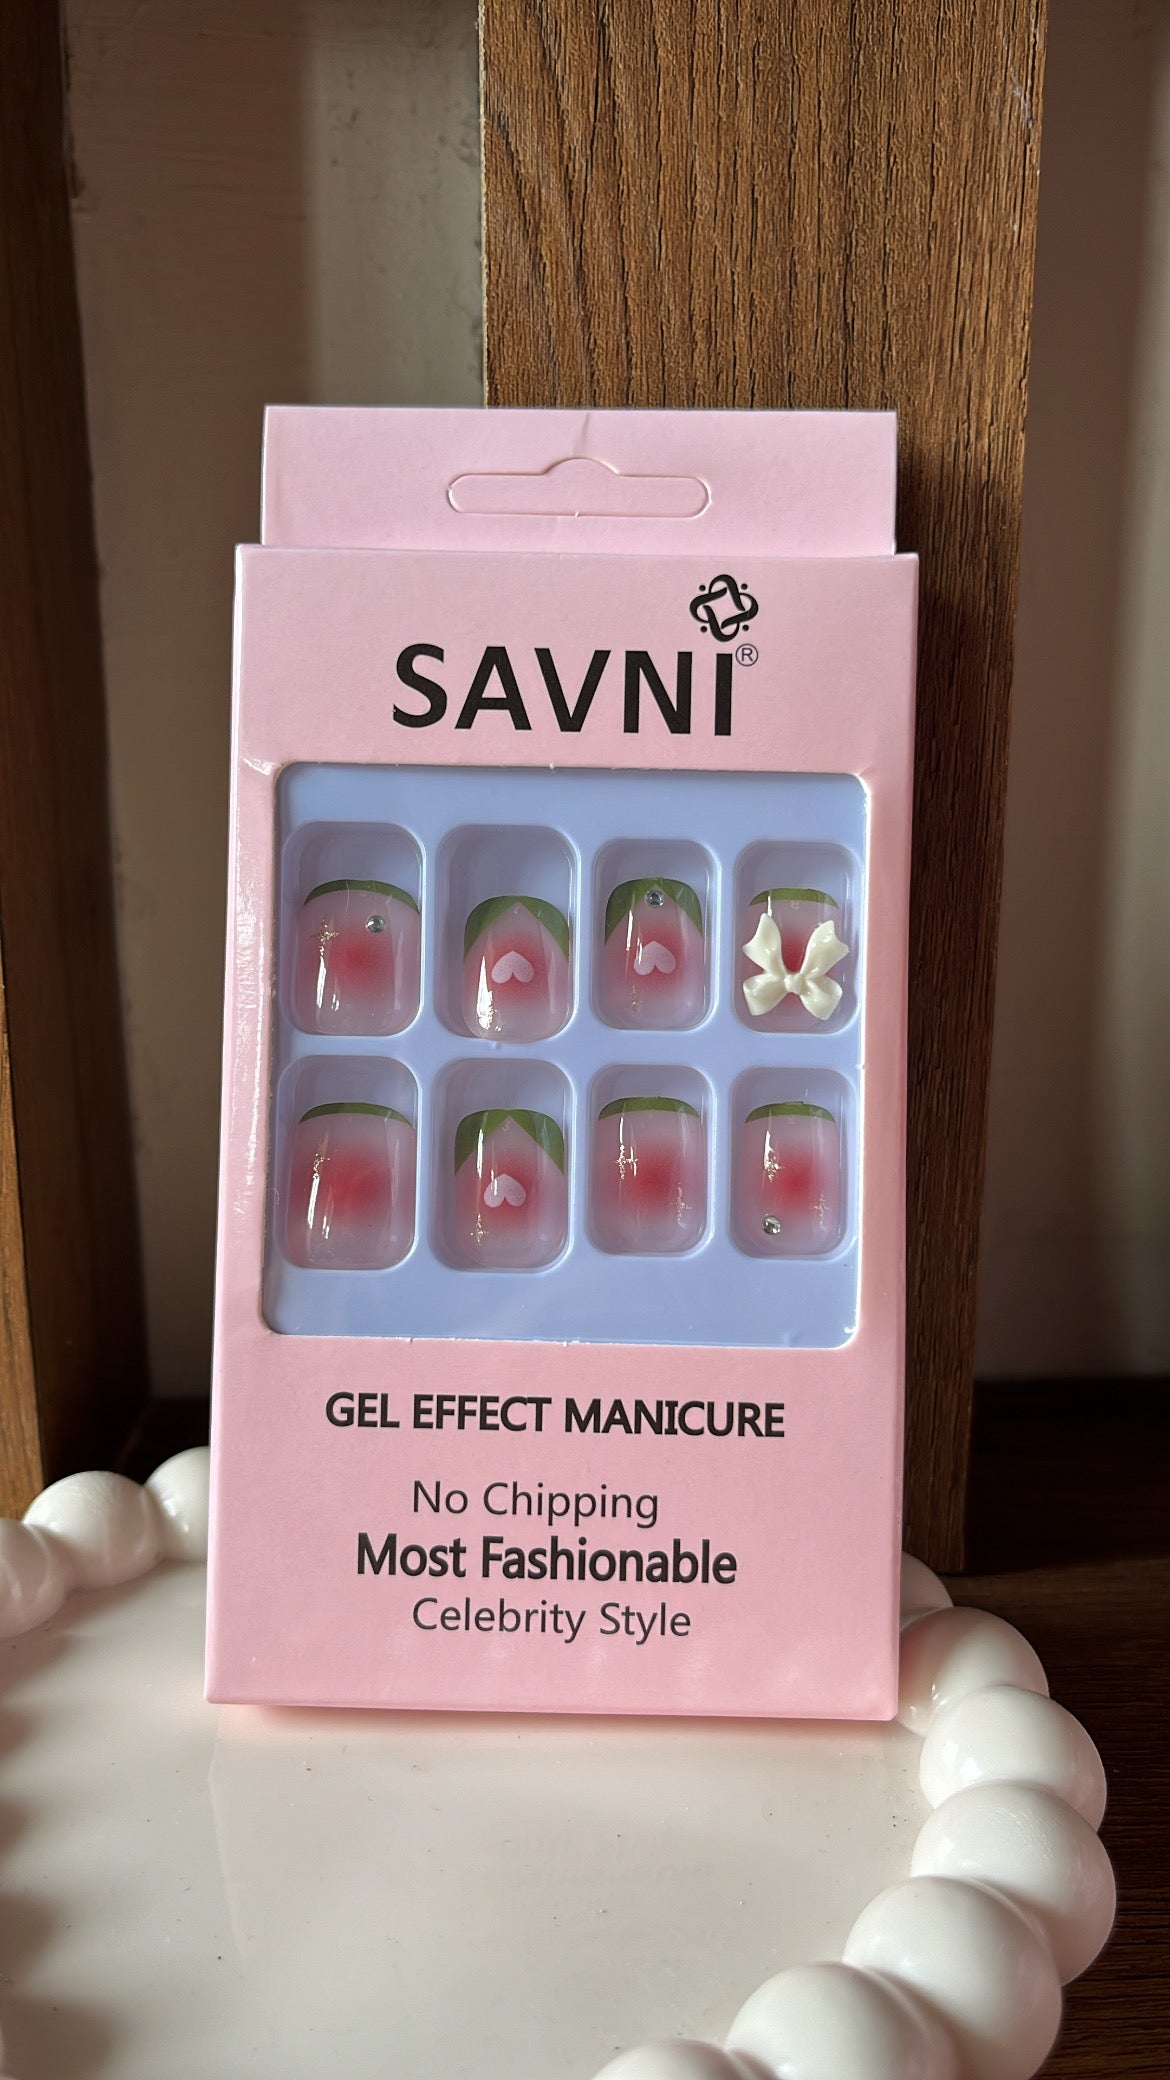 SAVNI®
GEL EFFECT MANICURE
No Chipping
Most Fashionable
Celebrity Style